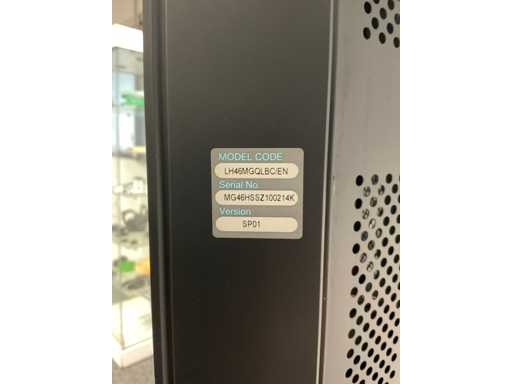 MODEL CODE
LH46MGQLBC/EN
Serial No.
MG46HSSZ100214K
Version
SP01